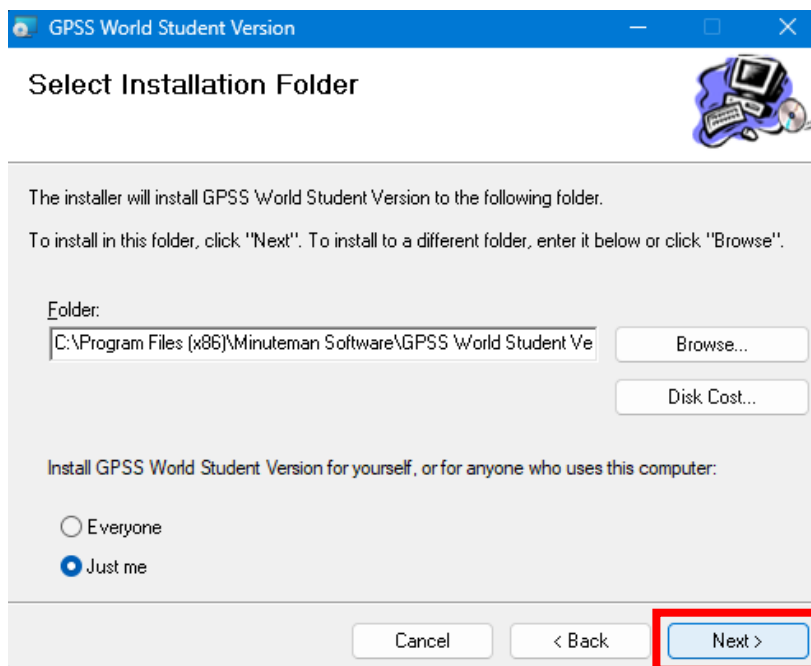 GPSS World Student Version
Select Installation Folder
The installer will install GPSS World Student Version to the following folder.
To install in this folder, click "Next". To install to a different folder, enter it below or click "Browse".
Folder:
C:\Program Files (x86)\Minuteman Software\GPSS World Student Ve
Browse...
Disk Cost...
Install GPSS World Student Version for yourself, or for anyone who uses this computer:
Everyone
Just me
Cancel
< Back
Next >